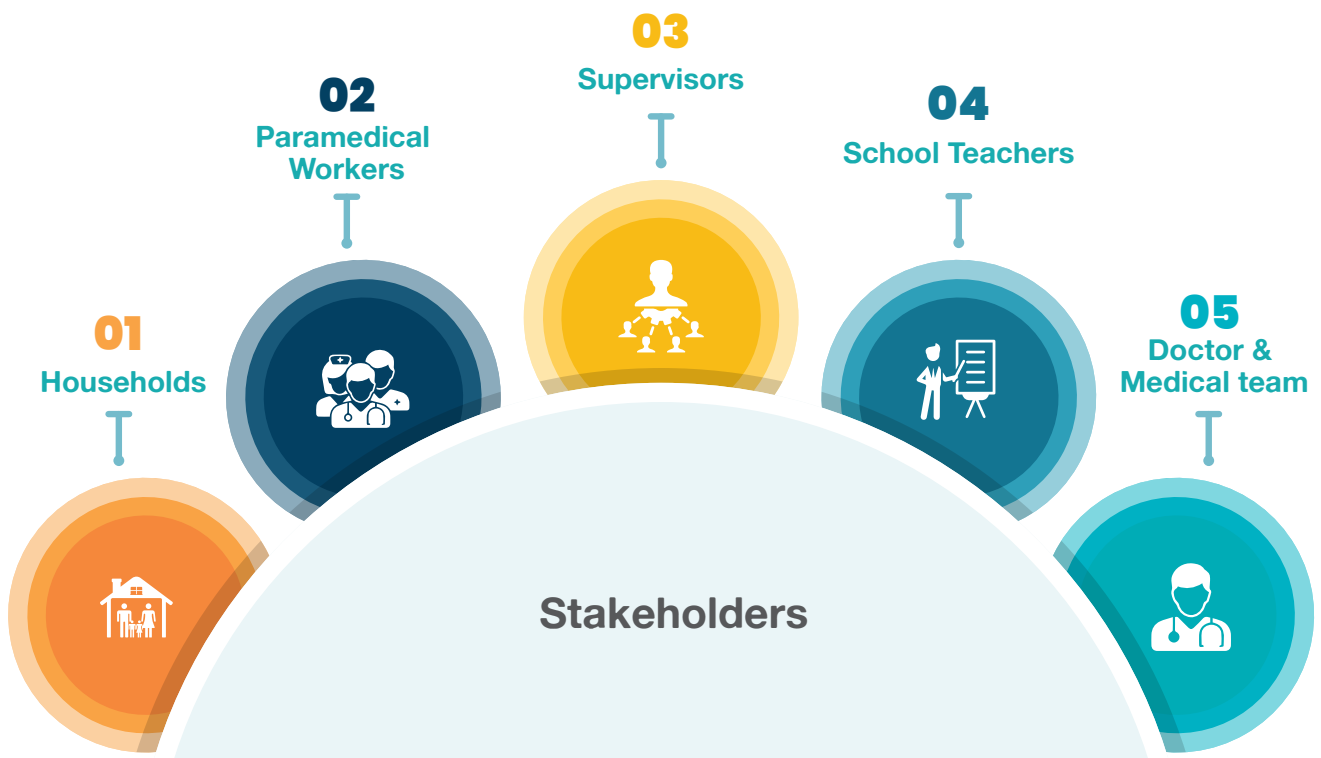 01
Households
02
Paramedical
Workers
03
Supervisors
04
School Teachers
05
Doctor &
Medical team
Stakeholders